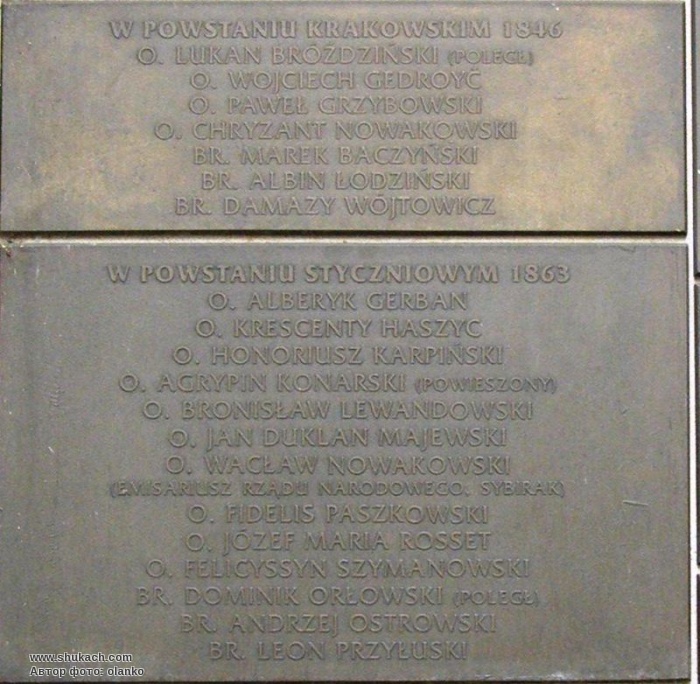 W POWSTANIU KRAKOWSKIM 1846
O. LUKAN BRÓŹDZIŃSKI (POLEGŁ)
O. WOJCIECH GEDROYĆ
O. PAWEŁ GRZYBOWSKI
O. CHRYZANT NOWAKOWSKI
BR. MAREK BACZYŃSKI
BR. ALBIN ŁODZIŃSKI
BR. DAMAZY WÓJTOWICZ
W POWSTANIU STYCZNIOWYM 1863
O. ALBERYK GERBAN
O. KRESCENTY HASZYC
O. HONORIUSZ KARPIŃSKI
O. AGRYPIN KONARSKI (POWIESZONY)
O. BRONISŁAW LEWANDOWSKI
O. JAN DUKLAN MAJEWSKI
O. WACŁAW NOWAKOWSKI
(EMISARIUSZ RZĄDU NARODOWEGO, SYBIRAK)
O. FIDELIS PASZKOWSKI
O. JÓZEF MARIA ROSSET
O. FELICYSSYN SZYMANOWSKI
BR. DOMINIK ORŁOWSKI (POLEGŁ)
BR. ANDRZEJ OSTROWSKI
BR. LEON PRZYŁUSKI
www.shukach.com
Автор фото: olanko